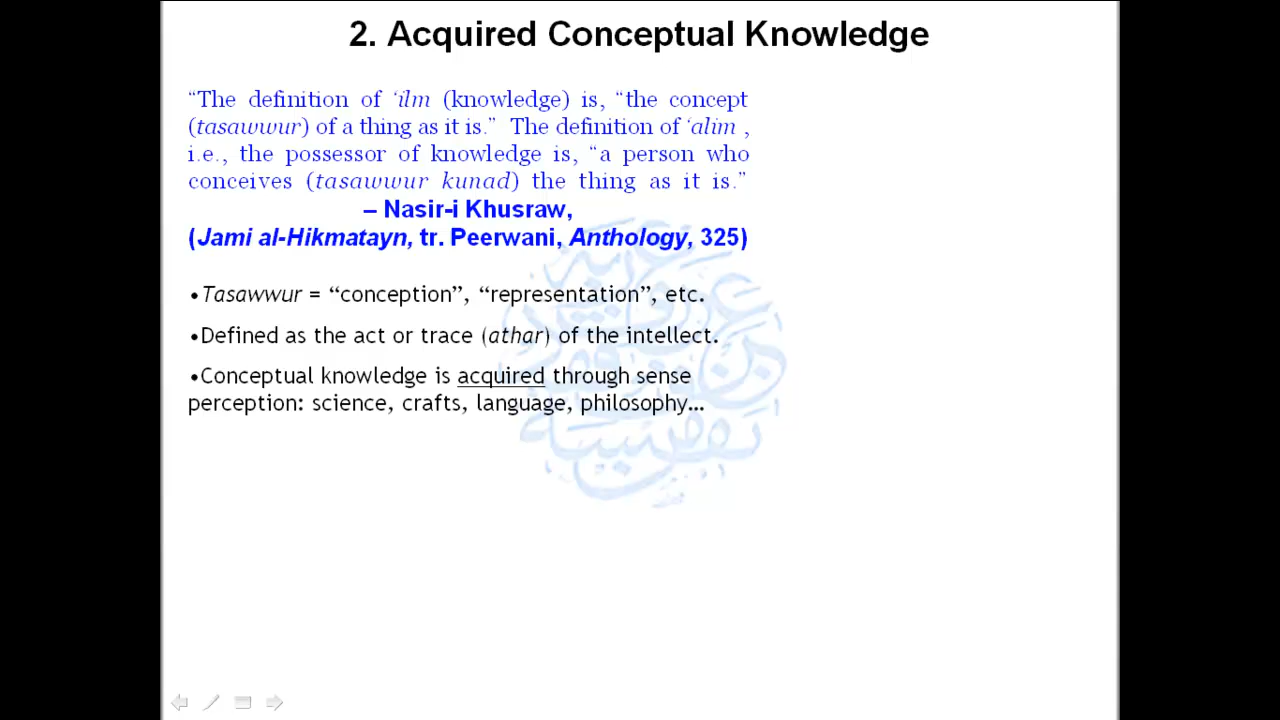 2. Acquired Conceptual Knowledge
“The definition of ‘ilm (knowledge) is, “the concept
(tasawwur) of a thing as it is.” The definition of ‘alim ,
i.e., the possessor of knowledge is, “a person who
conceives (tasawwur kunad) the thing as it is.”
– Nasir-i Khusraw,
(Jami al-Hikmatayn, tr. Peerwani, Anthology, 325)
•Tasawwur = “conception”, “representation”, etc.
•Defined as the act or trace (athar) of the intellect.
•Conceptual knowledge is acquired through sense
perception: science, crafts, language, philosophy…